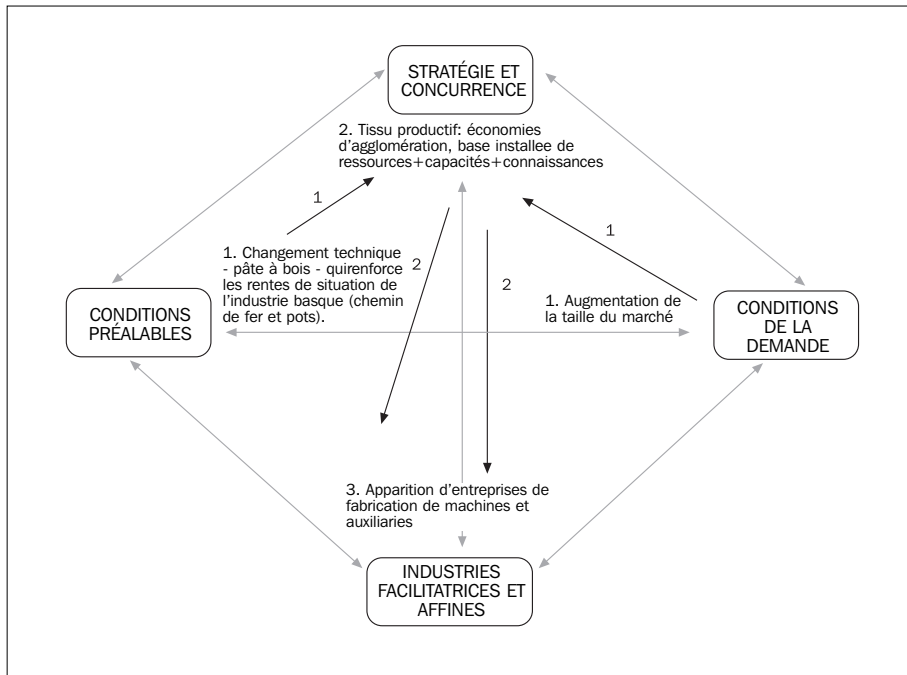 STRATÉGIE ET
CONCURRENCE
2. Tissu productif: économies
d'agglomération, base installee de
ressources+capacités+connaissances
1
1. Changement technique
- pâte à bois - quirenforce
les rentes de situation de
l'industrie basque (chemin
de fer et pots).
2
2
1
1. Augmentation de
la taille du marché
CONDITIONS
PRÉALABLES
CONDITIONS
DE LA
DEMANDE
3. Apparition d'entreprises de
fabrication de machines et
auxiliaries
INDUSTRIES
FACILITATRICES ET
AFFINES